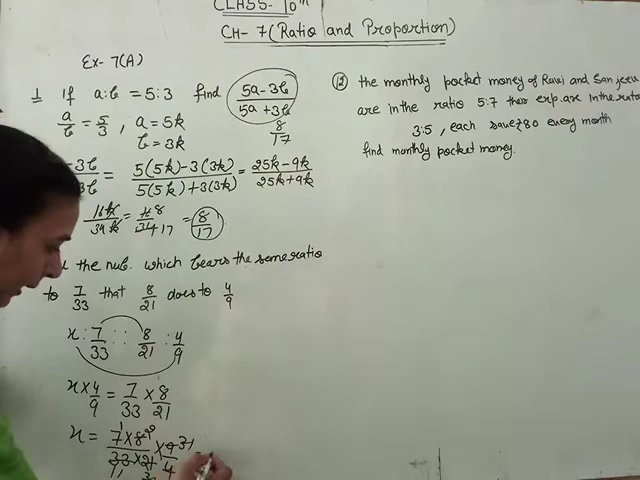 CLASS- 10th
CH- 7 (Ratio and Proportion)
Ex- 7(A)
1 If a:b = 5:3 find 5a-3b / 5a+3b
a/b = 5/3 , a = 5k
b = 3k
8/17
-3b / 3b = 5(5k)-3(3k) / 5(5k)+3(3k) = 25k-9k / 25k+9k
16k/34k = 16 8/34 17 = 8/17
the nub. which bears the same ratio
to 7/33 that 8/21 does to 4/9
x : 7/33 :: 8/21 : 4/9
x × 4/9 = 7/33 × 8/21
x = 7×8 / 33×21 × 9/4
(12) the monthly pocket money of Ravi and Sanjeev
are in the ratio 5:7 their exp. are in the ratio
3:5 , each save ₹80 every month
find monthly pocket money.